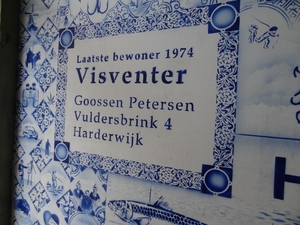 Laatste bewoner 1974
Visventer
Goossen Petersen
Vuldersbrink 4
Harderwijk
H